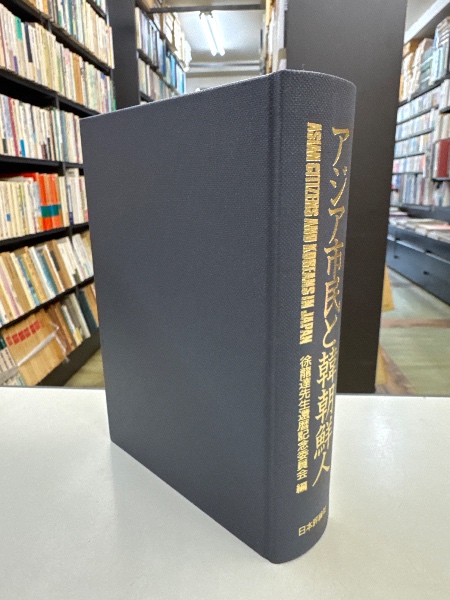 アジア市民と韓朝鮮人
ASIAN CITIZENS AND KOREANS IN JAPAN
徐龍達先生還暦記念委員会 編
日本評論社